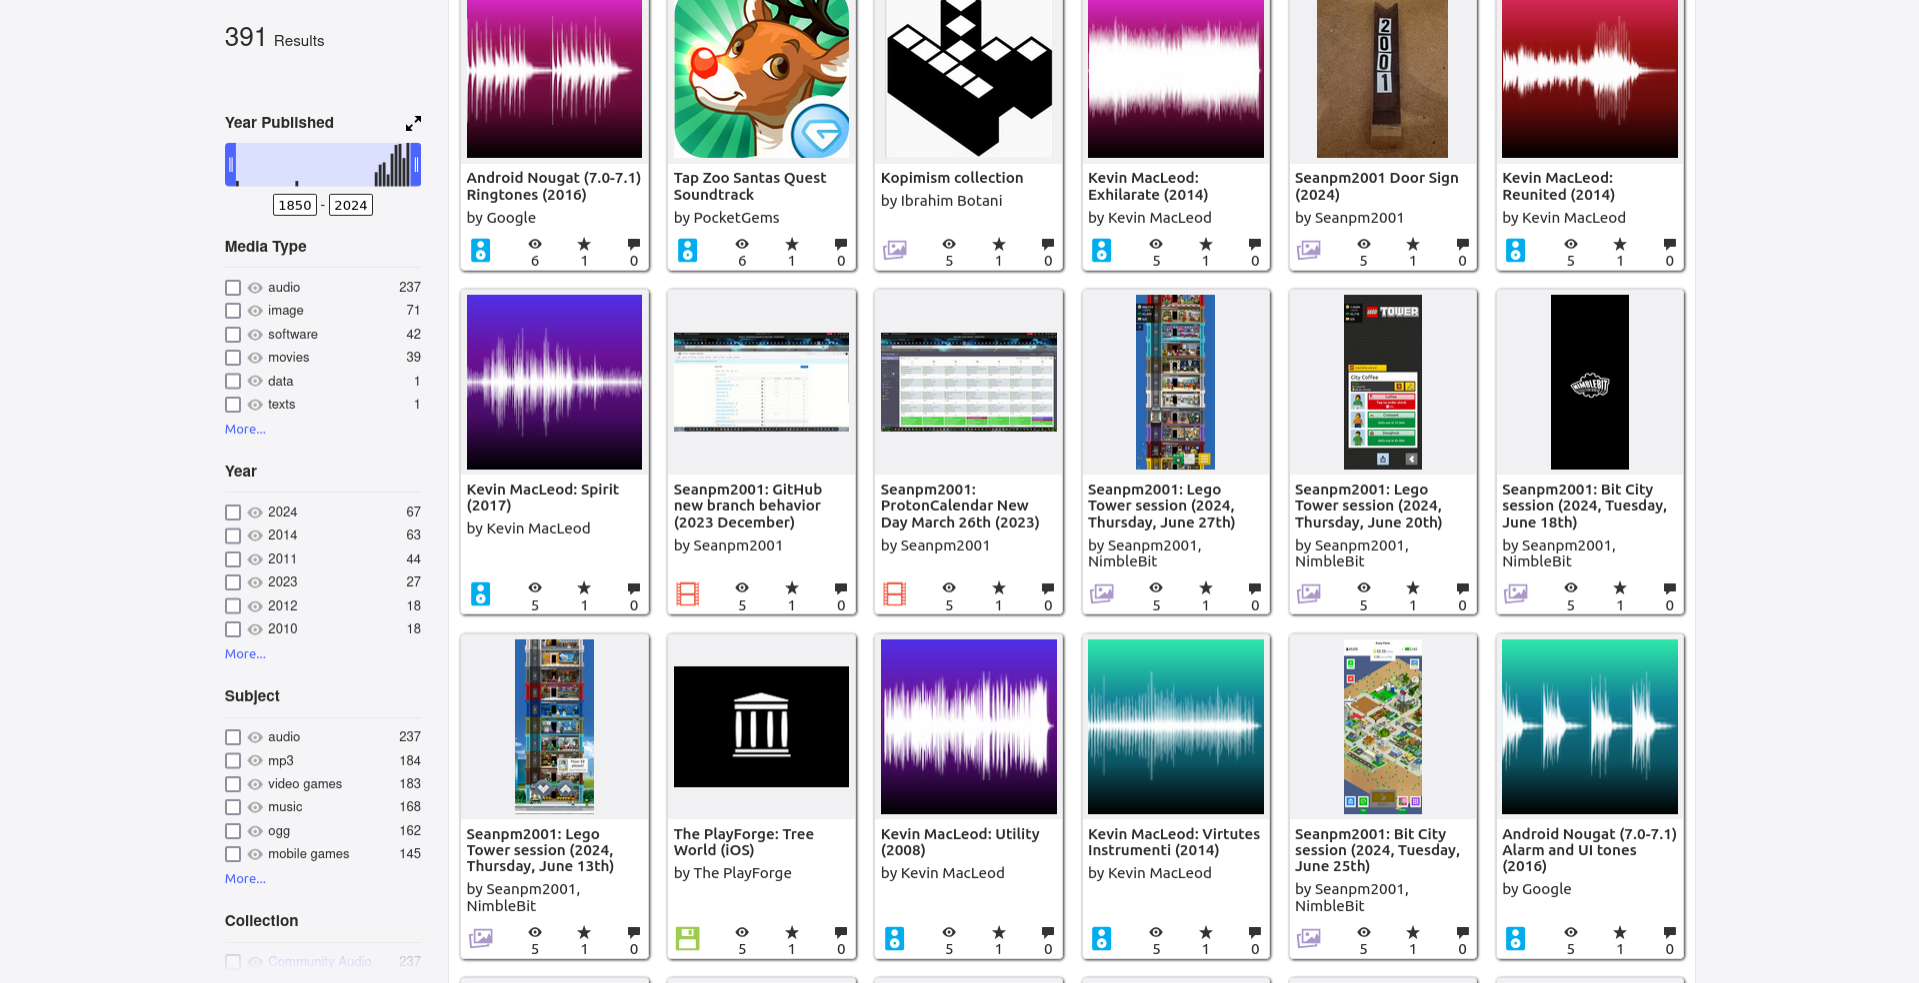 391 Results
Year Published
1850 - 2024
Media Type
audio 237
image 71
software 42
movies 39
data 1
texts 1
More...
Year
2024 67
2014 63
2011 44
2023 27
2012 18
2010 18
More...
Subject
audio 237
mp3 184
video games 183
music 168
ogg 162
mobile games 145
More...
Collection
Community Audio 237
2001
Android Nougat (7.0-7.1)
Ringtones (2016)
by Google
6 1 0
Tap Zoo Santas Quest
Soundtrack
by PocketGems
6 1 0
Kopimism collection
by Ibrahim Botani
5 1 0
Kevin MacLeod:
Exhilarate (2014)
by Kevin MacLeod
5 1 0
Seanpm2001 Door Sign
(2024)
by Seanpm2001
5 1 0
Kevin MacLeod:
Reunited (2014)
by Kevin MacLeod
5 1 0
Kevin MacLeod: Spirit
(2017)
by Kevin MacLeod
5 1 0
Seanpm2001: GitHub
new branch behavior
(2023 December)
by Seanpm2001
5 1 0
Seanpm2001:
ProtonCalendar New
Day March 26th (2023)
by Seanpm2001
5 1 0
Seanpm2001: Lego
Tower session (2024,
Thursday, June 27th)
by Seanpm2001,
NimbleBit
5 1 0
LEGO TOWER
City Coffee
Seanpm2001: Lego
Tower session (2024,
Thursday, June 20th)
by Seanpm2001,
NimbleBit
5 1 0
NIMBLEBIT
Seanpm2001: Bit City
session (2024, Tuesday,
June 18th)
by Seanpm2001,
NimbleBit
5 1 0
Seanpm2001: Lego
Tower session (2024,
Thursday, June 13th)
by Seanpm2001,
NimbleBit
5 1 0
The PlayForge: Tree
World (iOS)
by The PlayForge
5 1 0
Kevin MacLeod: Utility
(2008)
by Kevin MacLeod
5 1 0
Kevin MacLeod: Virtutes
Instrumenti (2014)
by Kevin MacLeod
5 1 0
Seanpm2001: Bit City
session (2024, Tuesday,
June 25th)
by Seanpm2001,
NimbleBit
5 1 0
Android Nougat (7.0-7.1)
Alarm and UI tones
(2016)
by Google
5 1 0